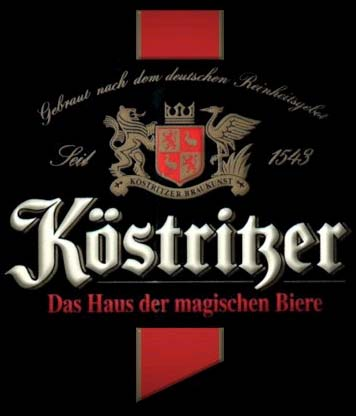 Gebraut nach dem deutschen Reinheitsgebot
Seit 1543
KÖSTRITZER BRAUKUNST
Köstritzer
Das Haus der magischen Biere